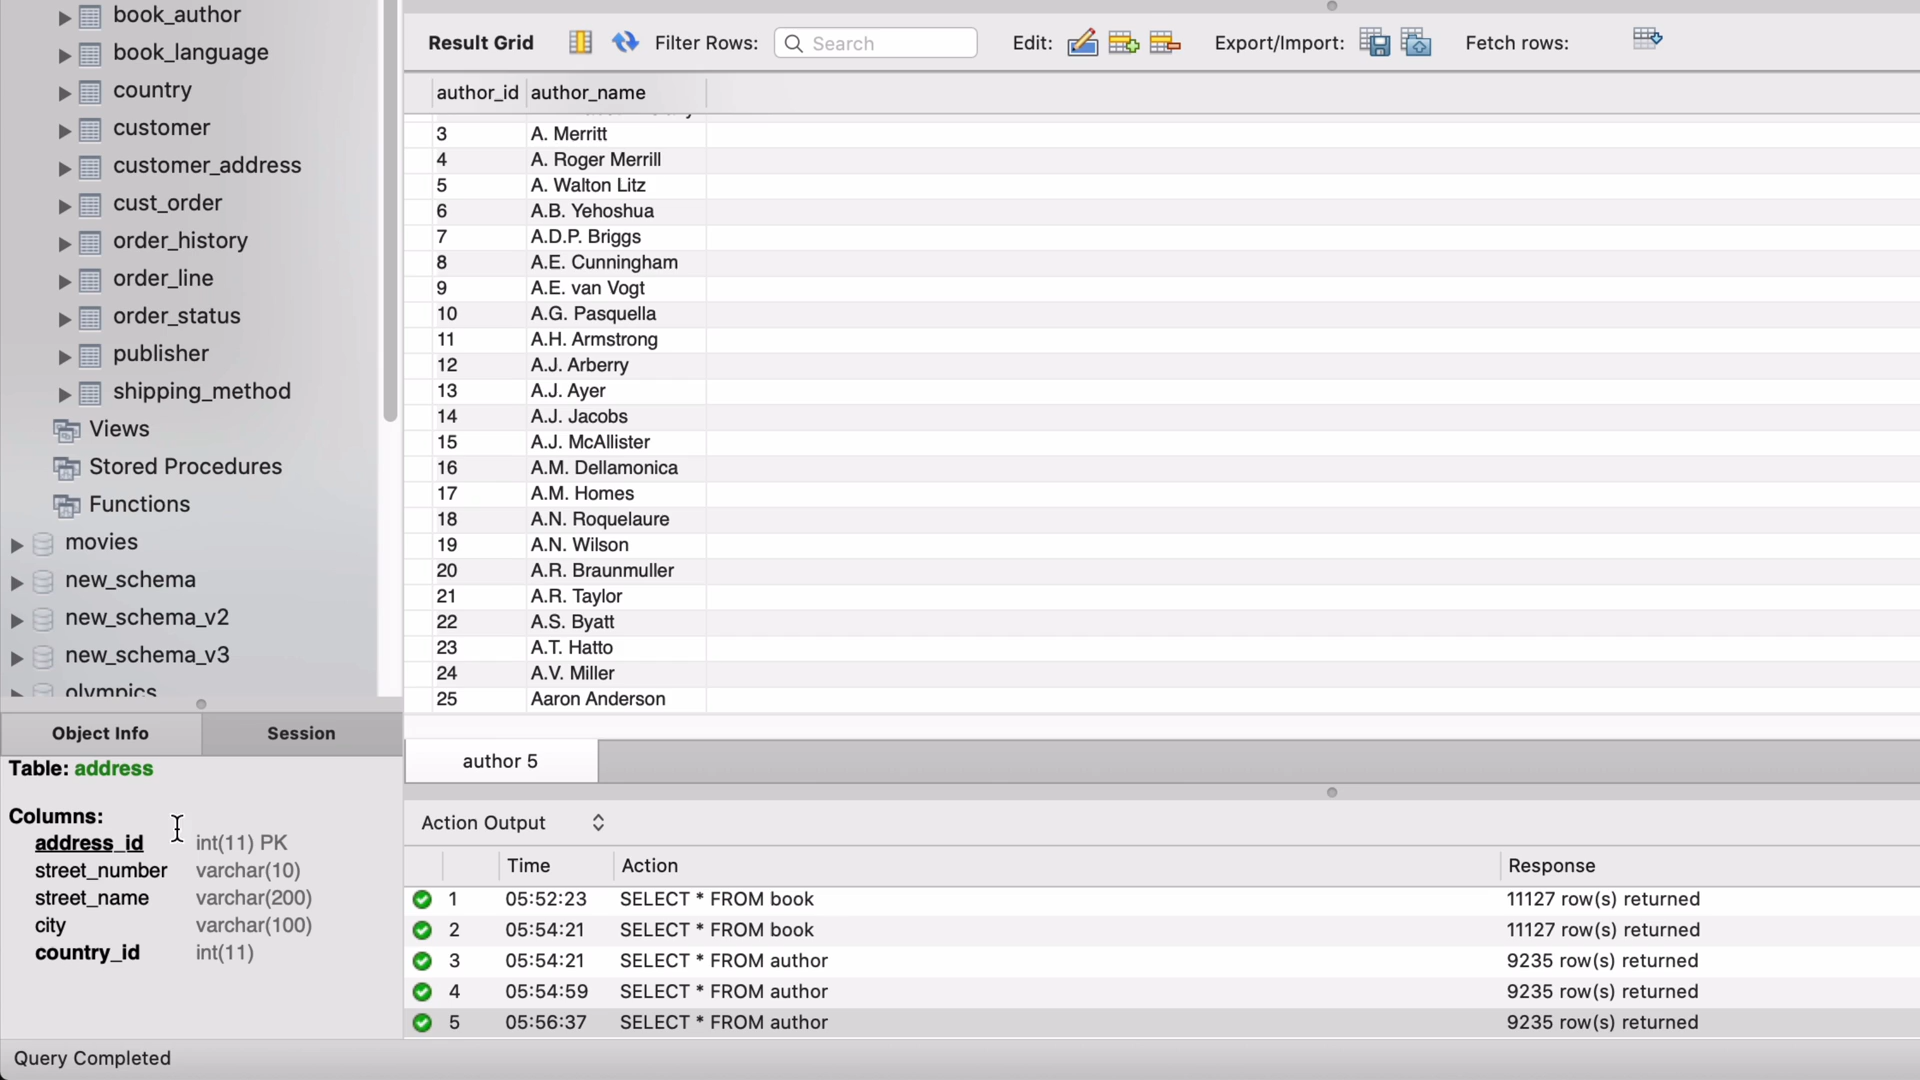 book_author
book_language
country
customer
customer_address
cust_order
order_history
order_line
order_status
publisher
shipping_method
Views
Stored Procedures
Functions
movies
new_schema
new_schema_v2
new_schema_v3
olympics
Object Info Session
Table: address
Columns:
address_id int(11) PK
street_number varchar(10)
street_name varchar(200)
city varchar(100)
country_id int(11)
Result Grid Filter Rows: Search Edit: Export/Import: Fetch rows:
author_id author_name
3 A. Merritt
4 A. Roger Merrill
5 A. Walton Litz
6 A.B. Yehoshua
7 A.D.P. Briggs
8 A.E. Cunningham
9 A.E. van Vogt
10 A.G. Pasquella
11 A.H. Armstrong
12 A.J. Arberry
13 A.J. Ayer
14 A.J. Jacobs
15 A.J. McAllister
16 A.M. Dellamonica
17 A.M. Homes
18 A.N. Roquelaure
19 A.N. Wilson
20 A.R. Braunmuller
21 A.R. Taylor
22 A.S. Byatt
23 A.T. Hatto
24 A.V. Miller
25 Aaron Anderson
author 5
Action Output
Time Action Response
1 05:52:23 SELECT * FROM book 11127 row(s) returned
2 05:54:21 SELECT * FROM book 11127 row(s) returned
3 05:54:21 SELECT * FROM author 9235 row(s) returned
4 05:54:59 SELECT * FROM author 9235 row(s) returned
5 05:56:37 SELECT * FROM author 9235 row(s) returned
Query Completed